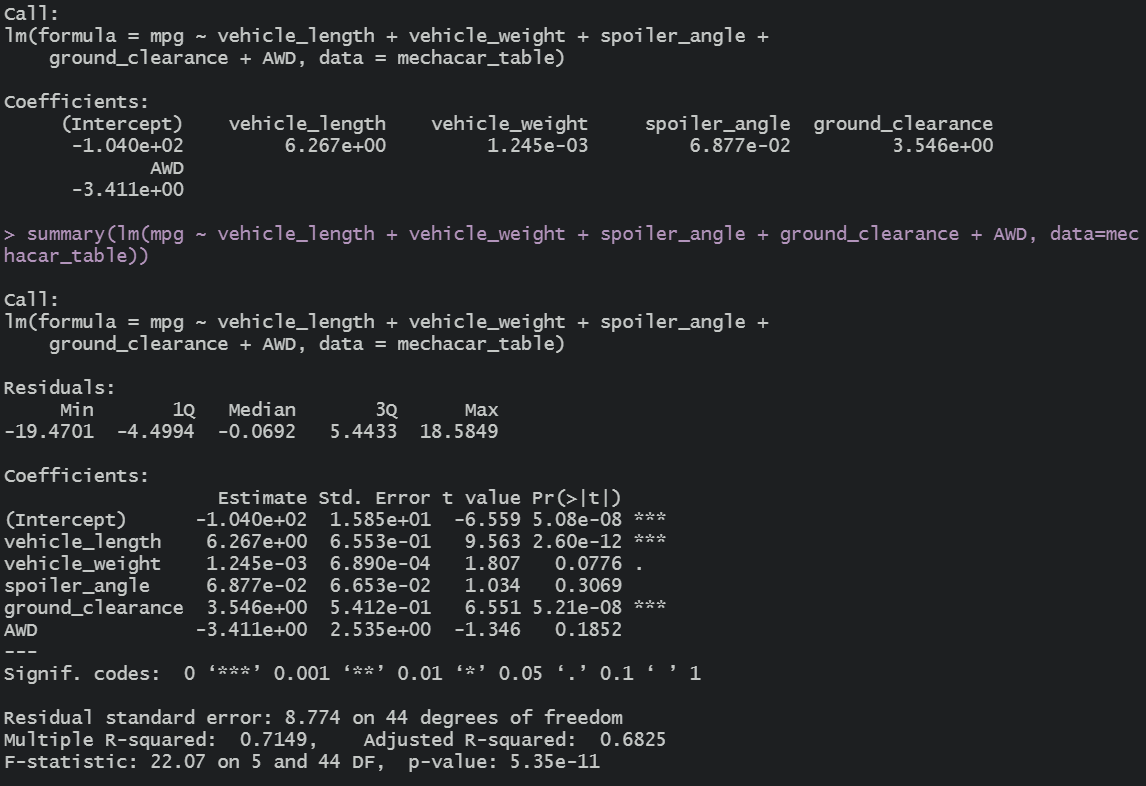 Call:
lm(formula = mpg ~ vehicle_length + vehicle_weight + spoiler_angle +
    ground_clearance + AWD, data = mechacar_table)

Coefficients:
     (Intercept)    vehicle_length    vehicle_weight     spoiler_angle  ground_clearance
      -1.040e+02         6.267e+00         1.245e-03         6.877e-02         3.546e+00
             AWD
      -3.411e+00

> summary(lm(mpg ~ vehicle_length + vehicle_weight + spoiler_angle + ground_clearance + AWD, data=mec
hacar_table))

Call:
lm(formula = mpg ~ vehicle_length + vehicle_weight + spoiler_angle +
    ground_clearance + AWD, data = mechacar_table)

Residuals:
     Min       1Q   Median       3Q      Max
-19.4701  -4.4994  -0.0692   5.4433  18.5849

Coefficients:
                   Estimate Std. Error t value Pr(>|t|)
(Intercept)      -1.040e+02  1.585e+01  -6.559 5.08e-08 ***
vehicle_length    6.267e+00  6.553e-01   9.563 2.60e-12 ***
vehicle_weight    1.245e-03  6.890e-04   1.807   0.0776 .
spoiler_angle     6.877e-02  6.653e-02   1.034   0.3069
ground_clearance  3.546e+00  5.412e-01   6.551 5.21e-08 ***
AWD              -3.411e+00  2.535e+00  -1.346   0.1852
---
Signif. codes:  0 ‘***’ 0.001 ‘**’ 0.01 ‘*’ 0.05 ‘.’ 0.1 ‘ ’ 1

Residual standard error: 8.774 on 44 degrees of freedom
Multiple R-squared:  0.7149,    Adjusted R-squared:  0.6825
F-statistic: 22.07 on 5 and 44 DF,  p-value: 5.35e-11